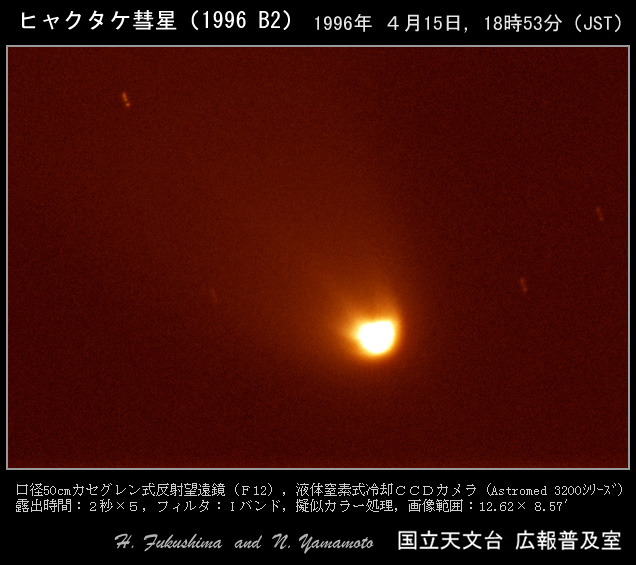 ヒャクタケ彗星 (1996 B2) 1996年 4月15日, 18時53分 (JST)
口径50cmカセグレン式反射望遠鏡 (F12), 液体窒素式冷却CCDカメラ (Astromed 3200ｼﾘｰｽﾞ)
露出時間：２秒×５, フィルタ：Ｉバンド, 擬似カラー処理, 画像範囲：12.62× 8.57′
H. Fukushima and N. Yamamoto 国立天文台 広報普及室